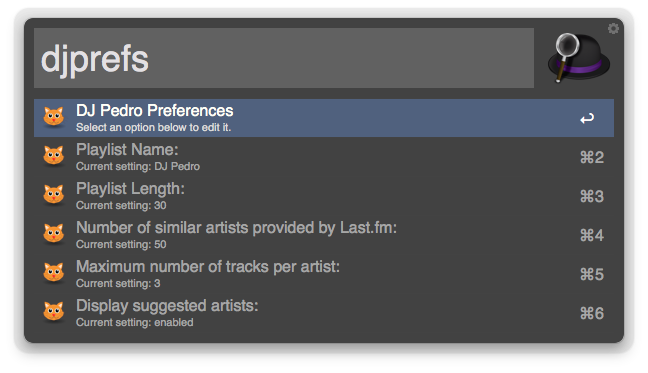 djprefs
DJ Pedro Preferences
Select an option below to edit it.
↩
Playlist Name:
Current setting: DJ Pedro
⌘2
Playlist Length:
Current setting: 30
⌘3
Number of similar artists provided by Last.fm:
Current setting: 50
⌘4
Maximum number of tracks per artist:
Current setting: 3
⌘5
Display suggested artists:
Current setting: enabled
⌘6